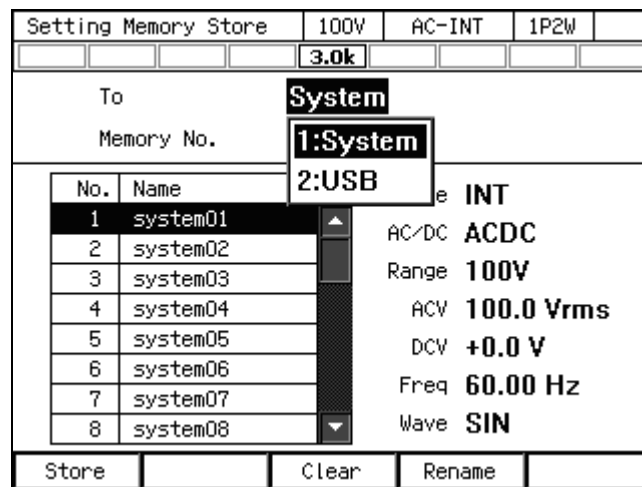 Setting Memory Store 100V AC-INT 1P2W
3.0k
To System
Memory No. 1:System
2:USB
No. Name e INT
1 system01 AC/DC ACDC
2 system02
3 system03 Range 100V
4 system04 ACV 100.0 Vrms
5 system05 DCV +0.0 V
6 system06 Freq 60.00 Hz
7 system07
8 system08 Wave SIN
Store Clear Rename